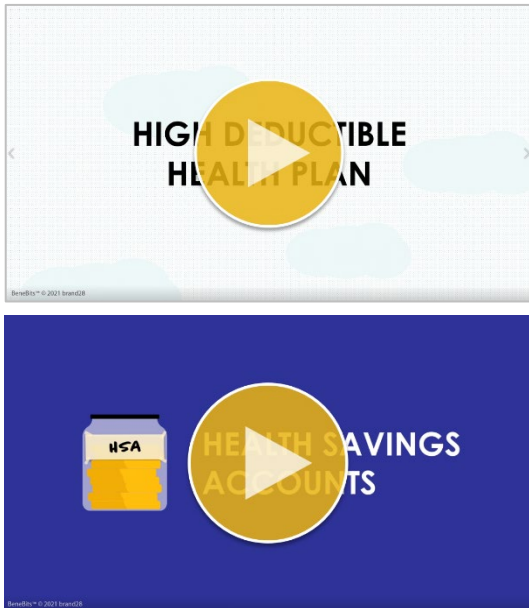 HIGH DEDUCTIBLE
HEALTH PLAN
BeneBits™ © 2021 brand28
HSA
HEALTH SAVINGS
ACCOUNTS
BeneBits™ © 2021 brand28